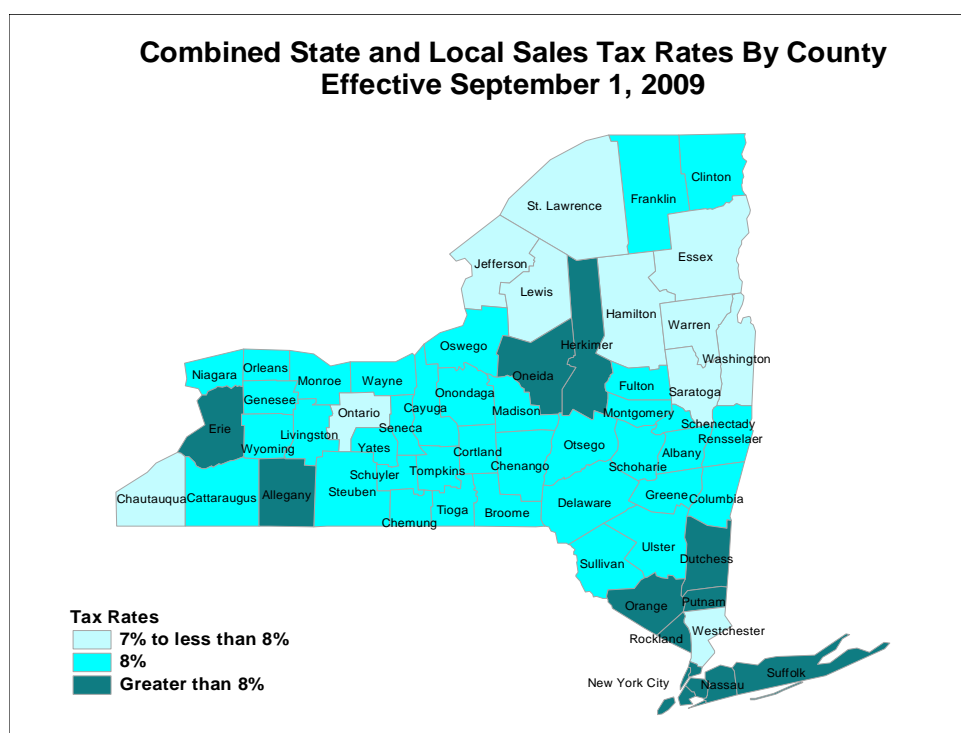 Combined State and Local Sales Tax Rates By County
Effective September 1, 2009
Clinton
Franklin
St. Lawrence
Essex
Jefferson
Lewis
Hamilton
Warren
Herkimer
Oswego
Washington
Oneida
Orleans
Niagara
Monroe
Wayne
Fulton
Saratoga
Onondaga
Genesee
Madison
Cayuga
Ontario
Montgomery
Schenectady
Seneca
Erie
Livingston
Rensselaer
Otsego
Wyoming
Yates
Cortland
Albany
Chenango
Schoharie
Tompkins
Schuyler
Steuben
Chautauqua
Cattaraugus
Allegany
Greene
Columbia
Delaware
Tioga
Broome
Chemung
Ulster
Dutchess
Sullivan
Putnam
Orange
Westchester
Rockland
Suffolk
Nassau
New York City
Tax Rates
7% to less than 8%
8%
Greater than 8%